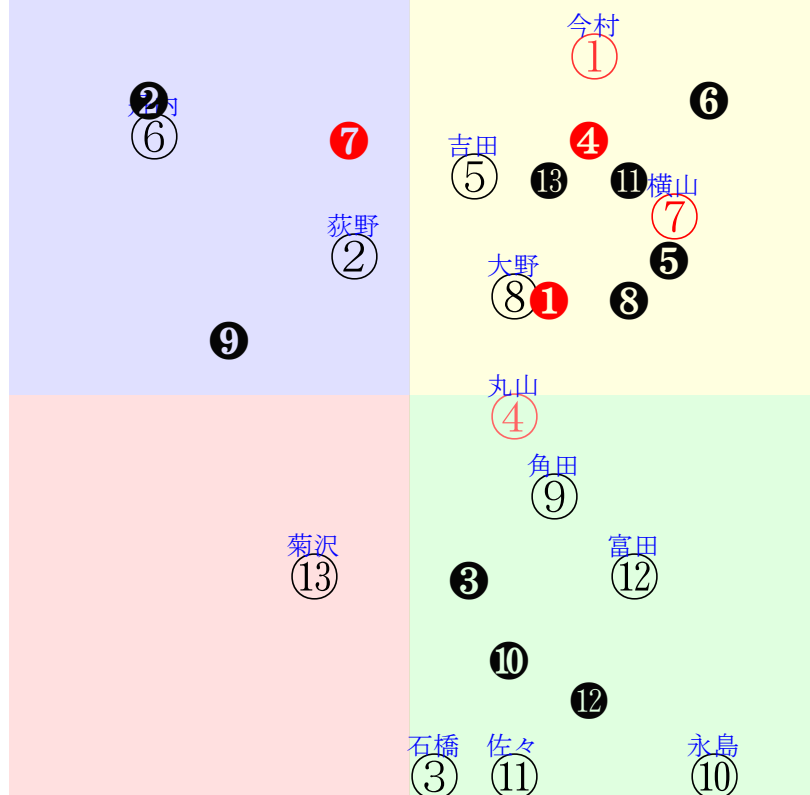 今村
①
❷
❻
⑥
❼
❹
吉田
⑤
⓭
⓫
横山
⑦
荻野
②
❺
大野
⑧
❶
❽
❾
丸山
④
角田
⑨
菊沢
⑬
❸
富田
⑫
❿
⓬
石橋
③
佐々
⑪
永島
⑩